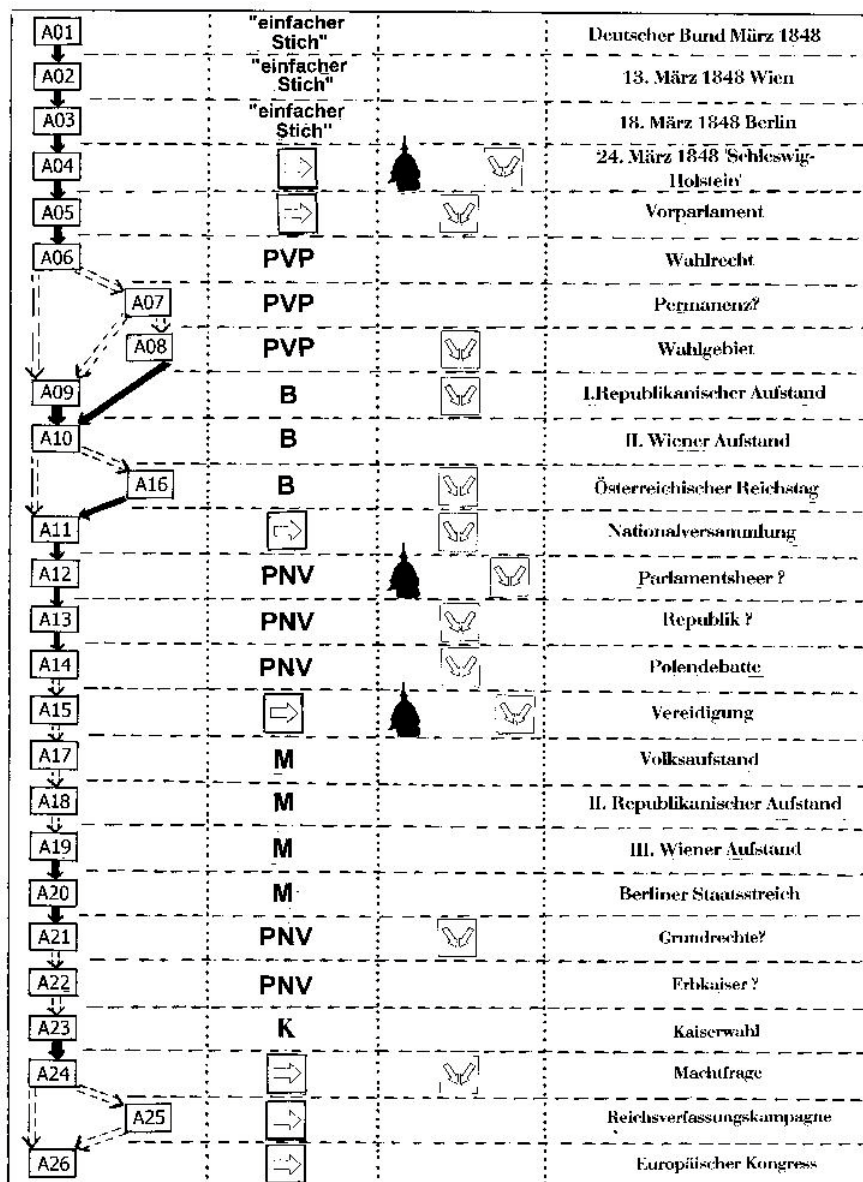 A01 "einfacher Stich" Deutscher Bund März 1848
A02 "einfacher Stich" 13. März 1848 Wien
A03 "einfacher Stich" 18. März 1848 Berlin
A04 24. März 1848 'Schleswig-
Holstein'
A05 Vorparlament
A06 PVP Wahlrecht
A07 PVP Permanenz?
A08 PVP Wahlgebiet
A09 B I.Republikanischer Aufstand
A10 B II. Wiener Aufstand
A16 B Österreichischer Reichstag
A11 Nationalversammlung
A12 PNV Parlamentsheer ?
A13 PNV Republik ?
A14 PNV Polendebatte
A15 Vereidigung
A17 M Volksaufstand
A18 M II. Republikanischer Aufstand
A19 M III. Wiener Aufstand
A20 M Berliner Staatsstreich
A21 PNV Grundrechte?
A22 PNV Erbkaiser ?
A23 K Kaiserwahl
A24 Machtfrage
A25 Reichsverfassungskampagne
A26 Europäischer Kongress